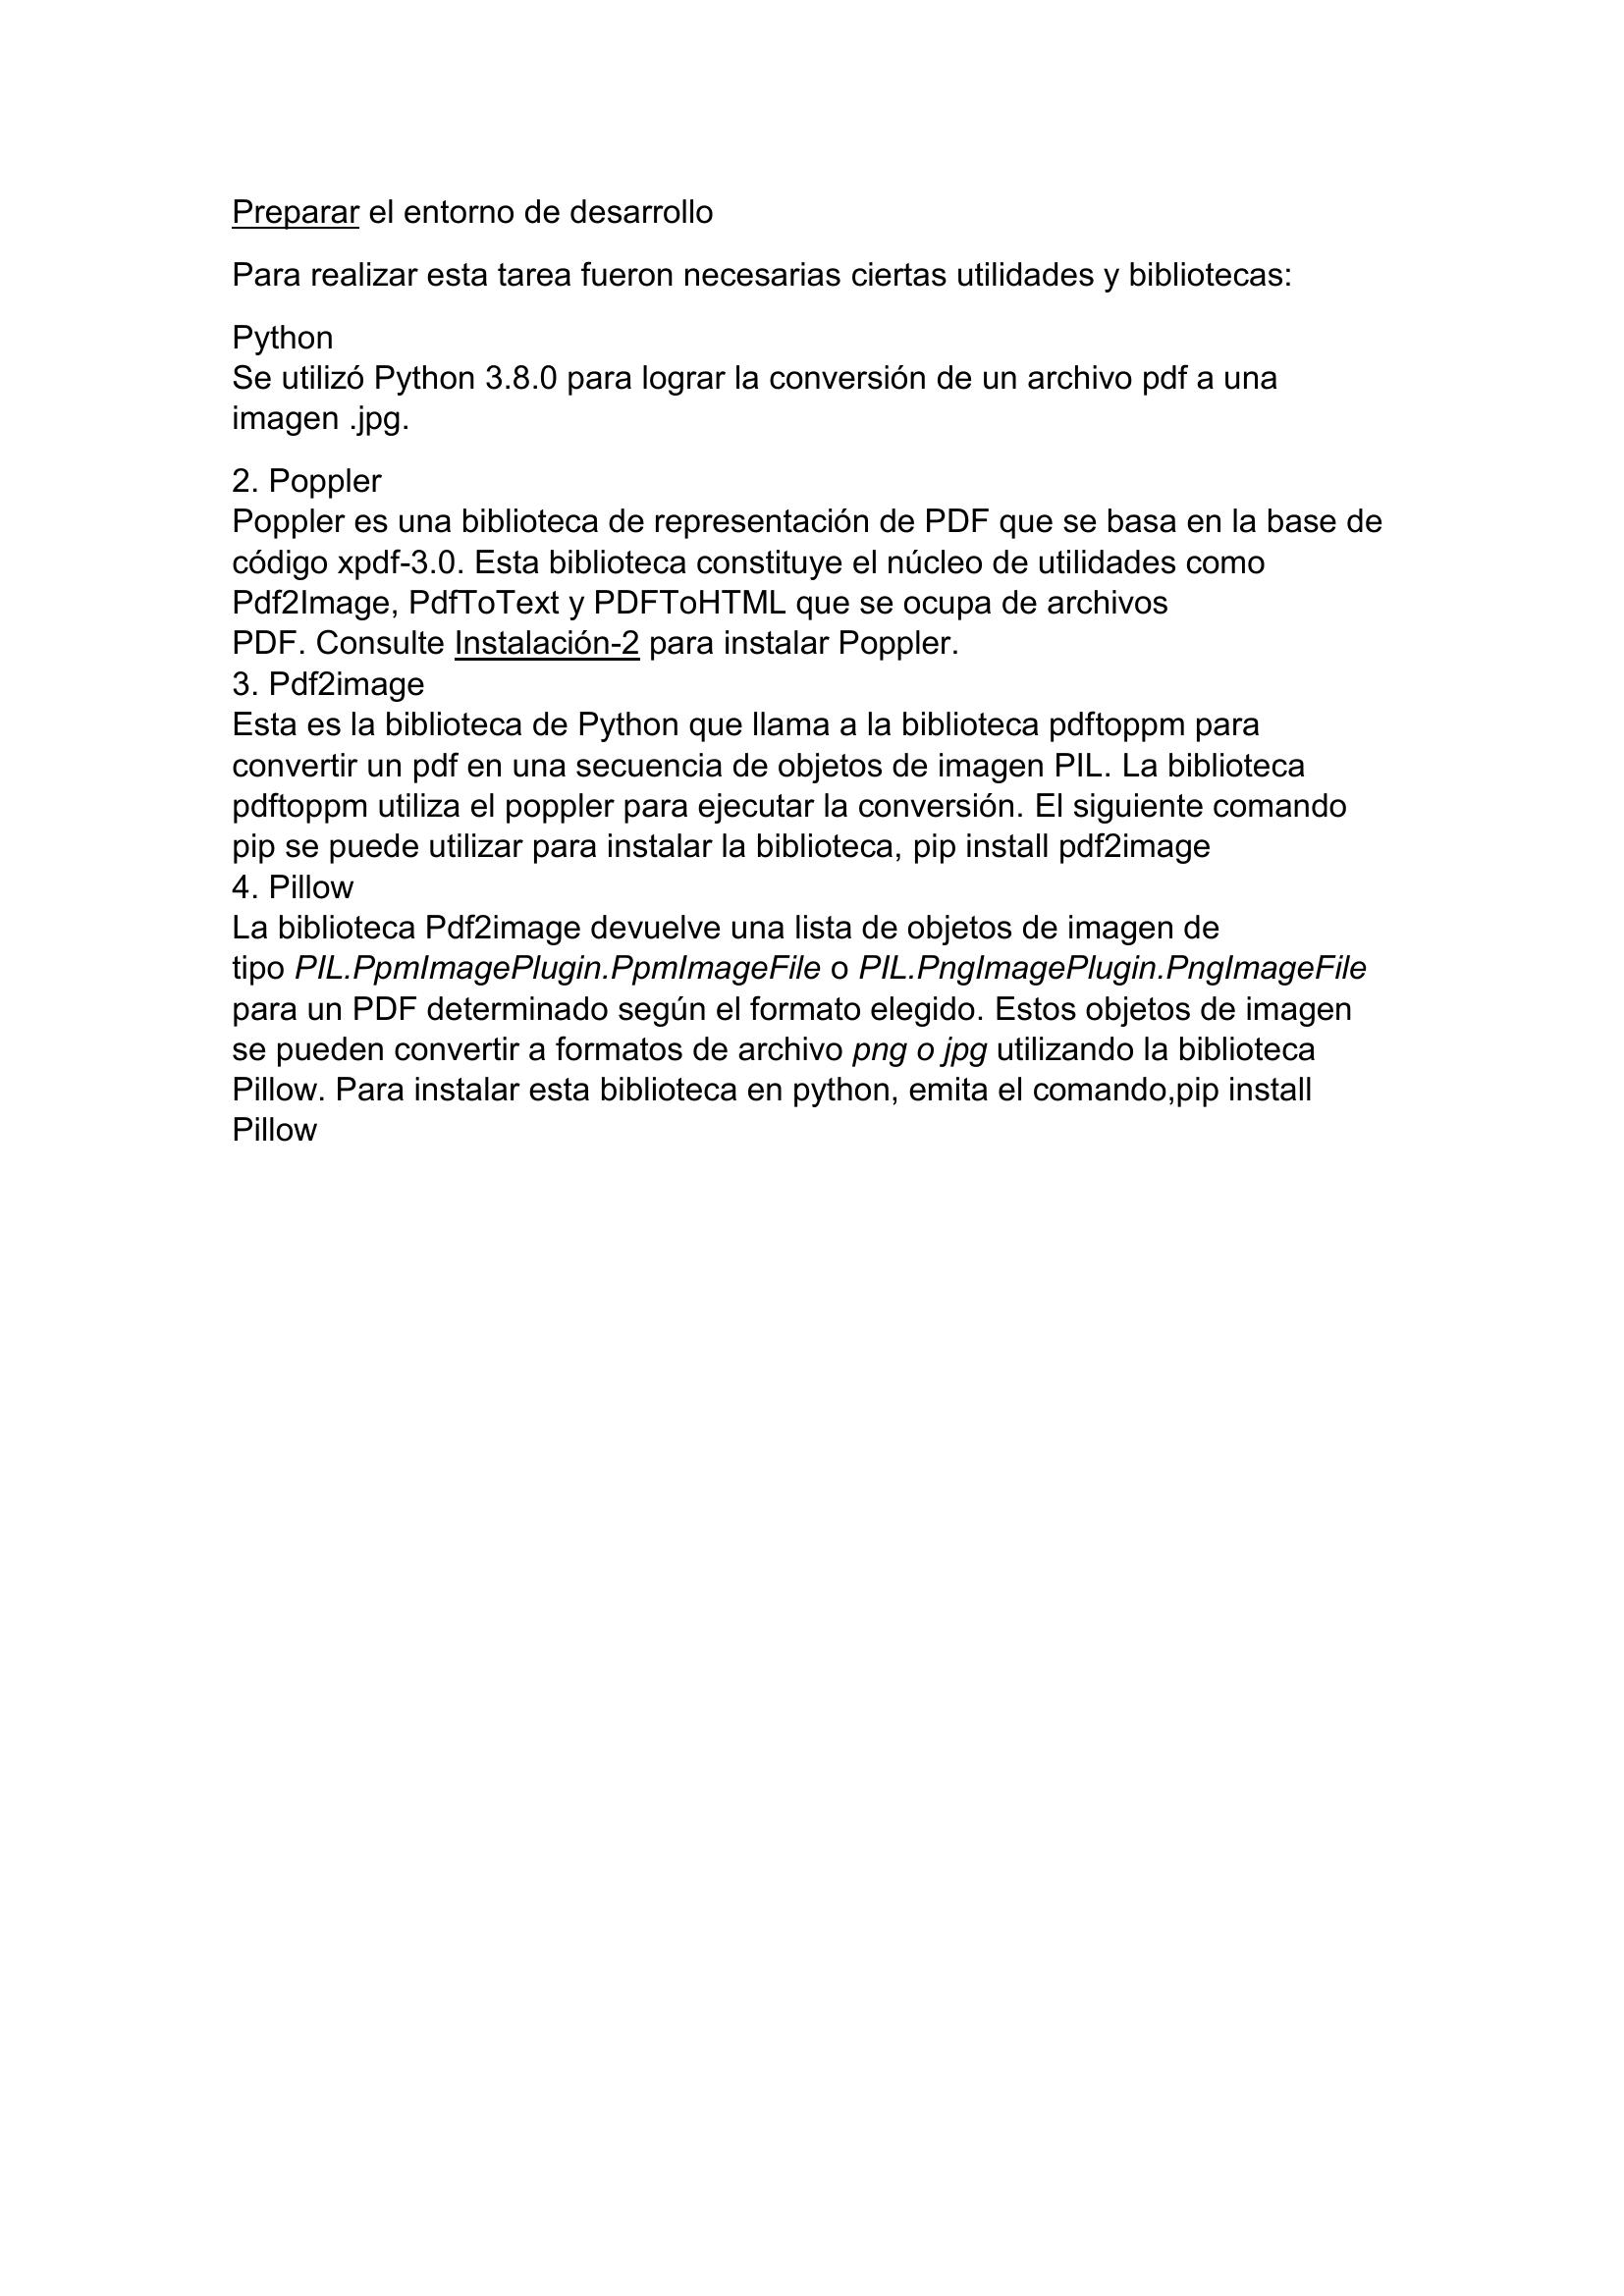 Preparar el entorno de desarrollo
Para realizar esta tarea fueron necesarias ciertas utilidades y bibliotecas:
Python
Se utilizó Python 3.8.0 para lograr la conversión de un archivo pdf a una
imagen .jpg.
2. Poppler
Poppler es una biblioteca de representación de PDF que se basa en la base de
código xpdf-3.0. Esta biblioteca constituye el núcleo de utilidades como
Pdf2Image, PdfToText y PDFToHTML que se ocupa de archivos
PDF. Consulte Instalación-2 para instalar Poppler.
3. Pdf2image
Esta es la biblioteca de Python que llama a la biblioteca pdftoppm para
convertir un pdf en una secuencia de objetos de imagen PIL. La biblioteca
pdftoppm utiliza el poppler para ejecutar la conversión. El siguiente comando
pip se puede utilizar para instalar la biblioteca, pip install pdf2image
4. Pillow
La biblioteca Pdf2image devuelve una lista de objetos de imagen de
tipo PIL.PpmImagePlugin.PpmImageFile o PIL.PngImagePlugin.PngImageFile
para un PDF determinado según el formato elegido. Estos objetos de imagen
se pueden convertir a formatos de archivo png o jpg utilizando la biblioteca
Pillow. Para instalar esta biblioteca en python, emita el comando,pip install
Pillow